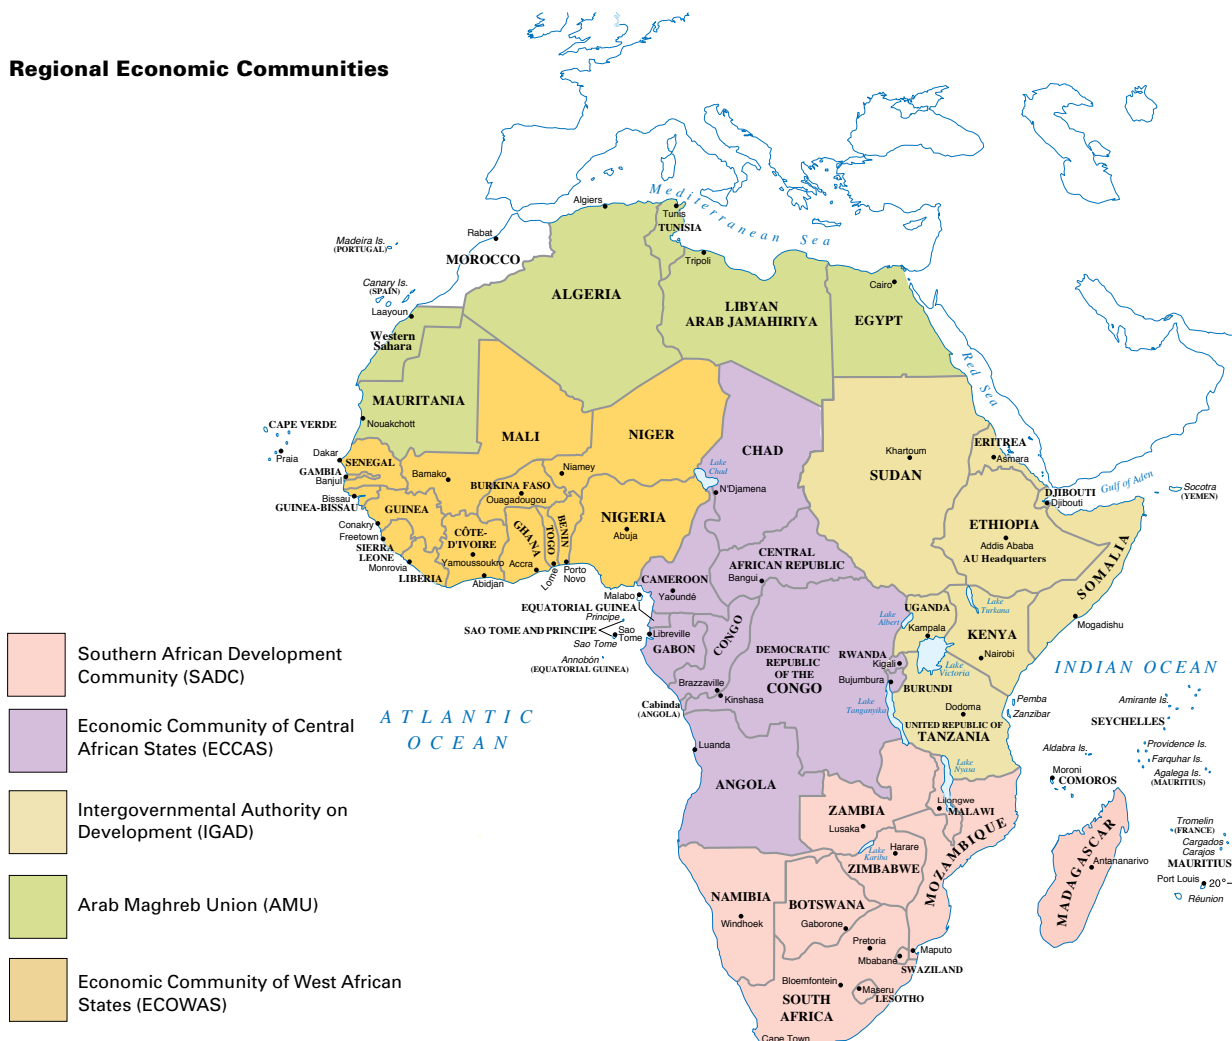 Regional Economic Communities
Mediterranean Sea
Algiers
Tunis
TUNISIA
Madeira Is.
(PORTUGAL)
Rabat
MOROCCO
Tripoli
Canary Is.
(SPAIN)
Laayoun
ALGERIA
LIBYAN
ARAB JAMAHIRIYA
Cairo
EGYPT
Western
Sahara
Red Sea
MAURITANIA
Nouakchott
CAPE VERDE
Praia
MALI
NIGER
CHAD
Khartoum
SUDAN
ERITREA
Asmara
Dakar
SENEGAL
GAMBIA
Banjul
Bamako
Niamey
Lake
Chad
N'Djamena
BURKINA FASO
Ouagadougou
Bissau
GUINEA-BISSAU
GUINEA
DJIBOUTI
Djibouti
Gulf of Aden
Socotra
(YEMEN)
Conakry
Freetown
SIERRA
LEONE
Monrovia
LIBERIA
CÔTE-
D'IVOIRE
Yamoussoukro
Abidjan
GHANA
Accra
TOGO
Lome
BENIN
Porto
Novo
NIGERIA
Abuja
ETHIOPIA
Addis Ababa
AU Headquarters
SOMALIA
Mogadishu
CENTRAL
AFRICAN REPUBLIC
Bangui
CAMEROON
Yaoundé
Malabo
EQUATORIAL GUINEA
Principe
SAO TOME AND PRINCIPE
Sao
Tome
Sao Tome
Annobón
(EQUATORIAL GUINEA)
Libreville
GABON
CONGO
Lake
Albert
UGANDA
Kampala
Lake
Turkana
KENYA
Nairobi
DEMOCRATIC
REPUBLIC
OF THE
CONGO
RWANDA
Kigali
Bujumbura
BURUNDI
Lake
Victoria
Brazzaville
Kinshasa
Cabinda
(ANGOLA)
Lake
Tanganyika
Dodoma
UNITED REPUBLIC OF
TANZANIA
Pemba
Zanzibar
INDIAN OCEAN
Amirante Is.
SEYCHELLES
Southern African Development
Community (SADC)
Economic Community of Central
African States (ECCAS)
ATLANTIC
OCEAN
Luanda
ANGOLA
Lake
Nyasa
Aldabra Is.
Moroni
COMOROS
Providence Is.
Farquhar Is.
Agalega Is.
(MAURITIUS)
Intergovernmental Authority on
Development (IGAD)
ZAMBIA
Lusaka
Lilongwe
MALAWI
MOZAMBIQUE
Lake
Kariba
Harare
ZIMBABWE
MADAGASCAR
Antananarivo
Tromelin
(FRANCE)
Cargados
Carajos
MAURITIUS
Port Louis
20°
Réunion
Arab Maghreb Union (AMU)
NAMIBIA
Windhoek
BOTSWANA
Gaborone
Pretoria
Mbabane
Maputo
SWAZILAND
Economic Community of West African
States (ECOWAS)
Bloemfontein
Maseru
LESOTHO
SOUTH
AFRICA
Cape Town